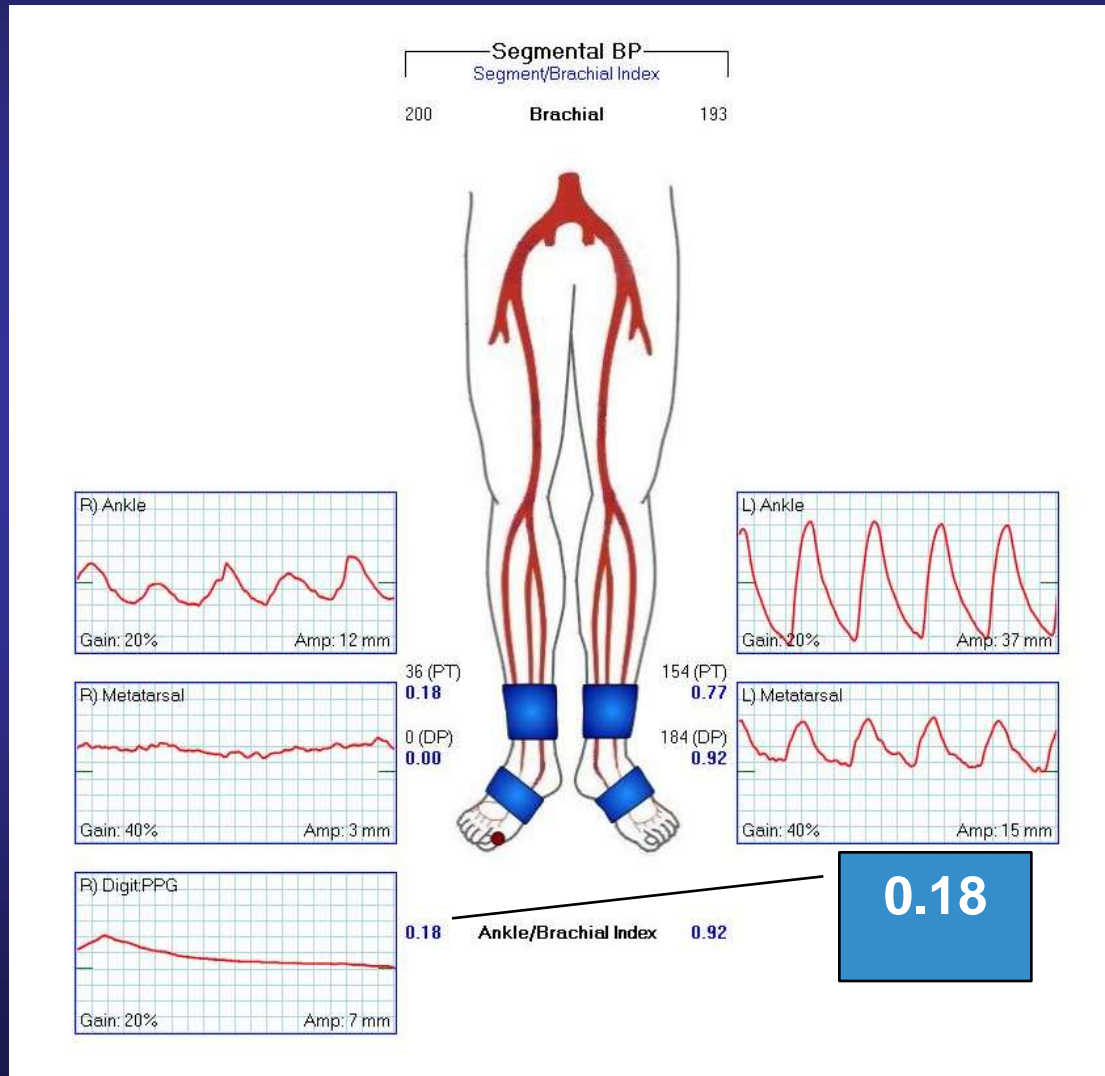 Segmental BP
Segment/Brachial Index
200 Brachial 193
R) Ankle
Gain: 20% Amp: 12 mm
L) Ankle
Gain: 20% Amp: 37 mm
36 (PT)
0.18
154 (PT)
0.77
R) Metatarsal
Gain: 40% Amp: 3 mm
0 (DP)
0.00
184 (DP)
0.92
L) Metatarsal
Gain: 40% Amp: 15 mm
R) Digit:PPG
Gain: 20% Amp: 7 mm
0.18 Ankle/Brachial Index 0.92
0.18